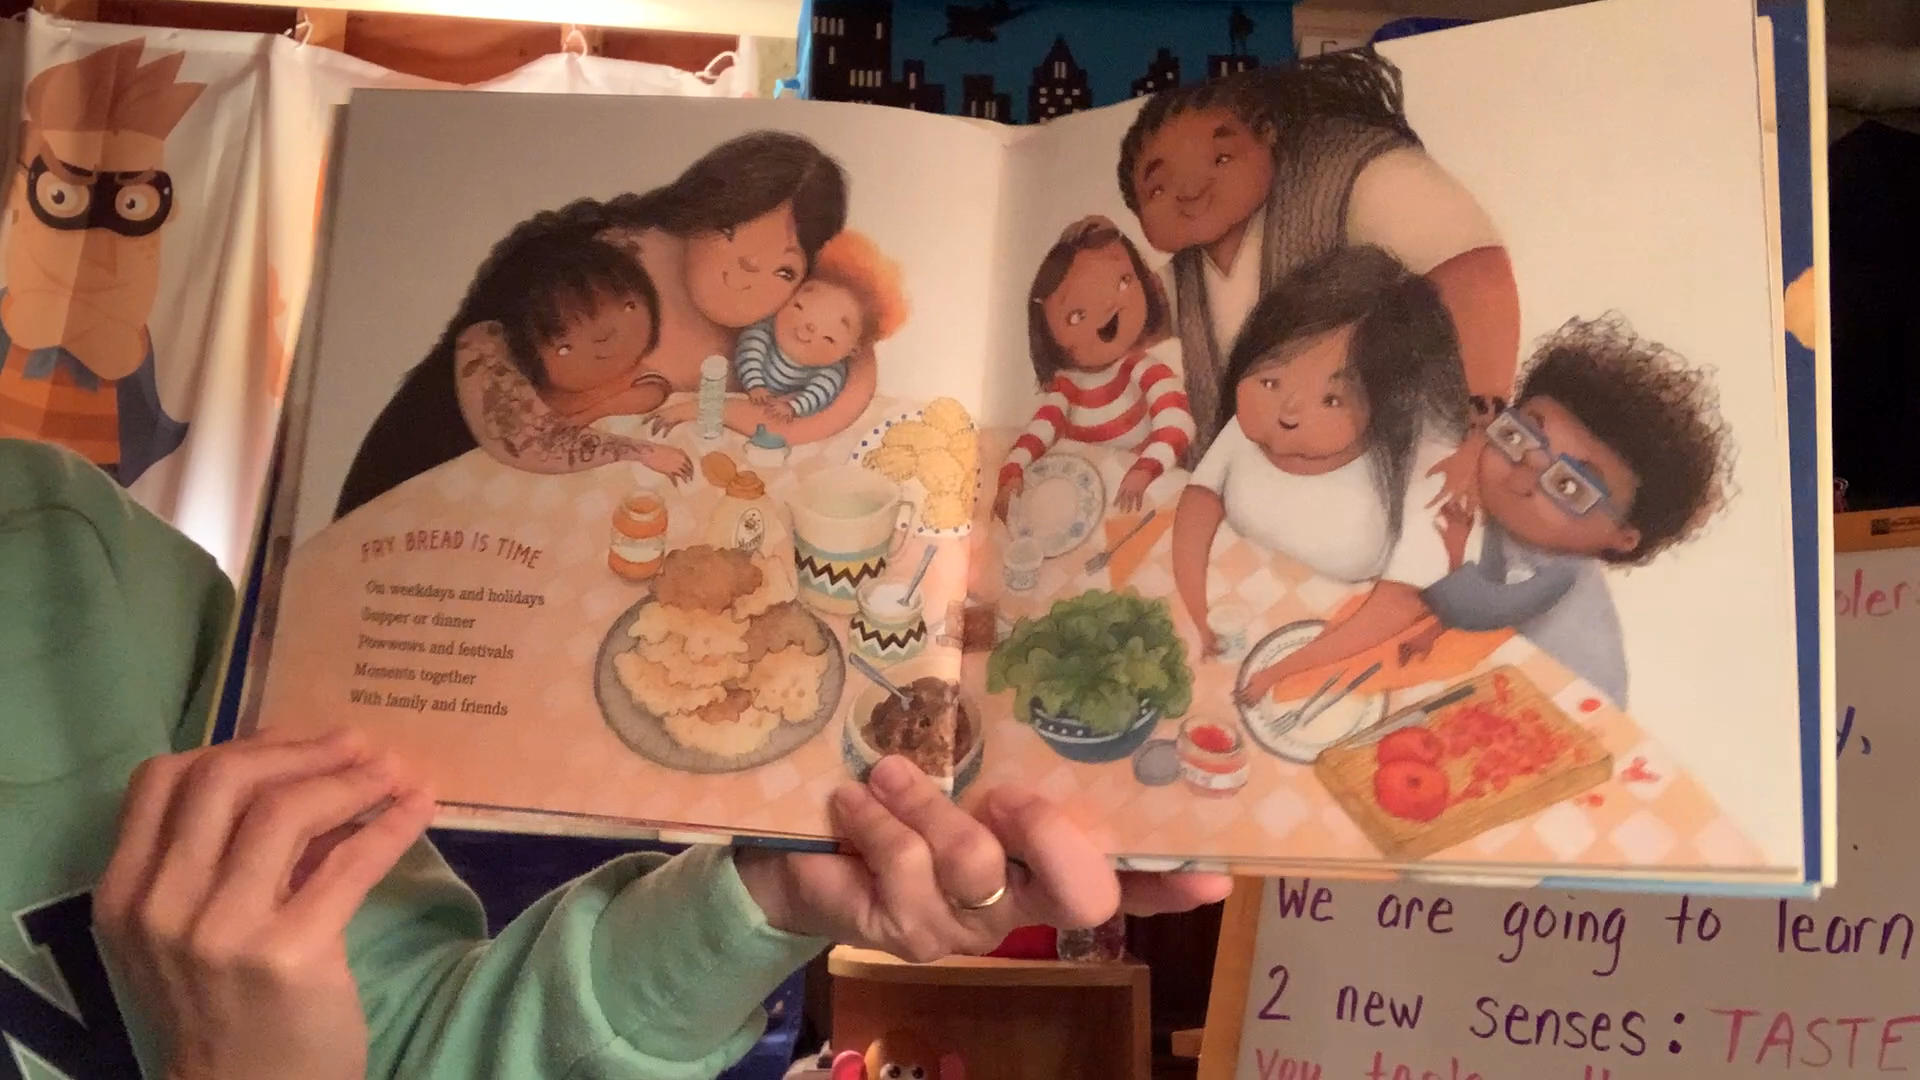 FRY BREAD IS TIME
On weekdays and holidays
Supper or dinner
Powwows and festivals
Moments together
With family and friends
We are going to learn
2 new senses: TASTE
you